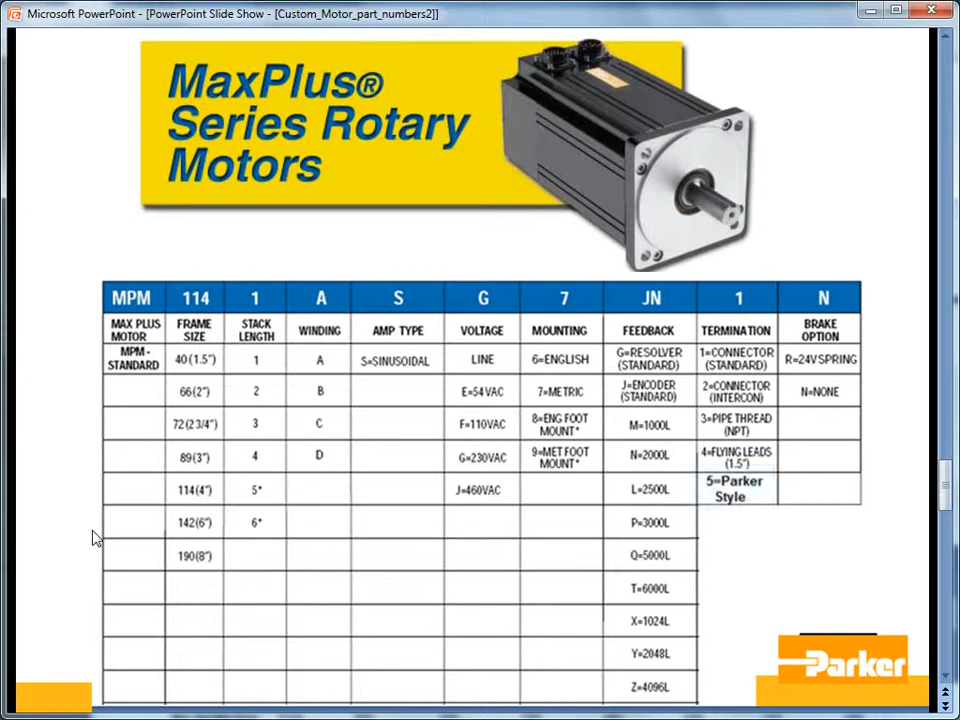 Microsoft PowerPoint - [PowerPoint Slide Show - [Custom_Motor_part_numbers2]]
MaxPlus®
Series Rotary
Motors
MPM 114 1 A S G 7 JN 1 N
MAX PLUS MOTOR FRAME SIZE STACK LENGTH WINDING AMP TYPE VOLTAGE MOUNTING FEEDBACK TERMINATION BRAKE OPTION
MPM - STANDARD 40 (1.5") 1 A S=SINUSOIDAL LINE 6=ENGLISH G=RESOLVER (STANDARD) 1=CONNECTOR (STANDARD) R=24V SPRING
66(2") 2 B E=54VAC 7=METRIC J=ENCODER (STANDARD) 2=CONNECTOR (INTERCON) N=NONE
72(2 3/4") 3 C F=110VAC 8=ENG FOOT MOUNT* M=1000L 3=PIPE THREAD (NPT)
89(3") 4 D G=230VAC 9=MET FOOT MOUNT* N=2000L 4=FLYING LEADS (1.5")
114(4") 5* J=460VAC L=2500L 5=Parker Style
142(6") 6* P=3000L
190(8") Q=5000L
T=6000L
X=1024L
Y=2048L
Z=4096L
Parker